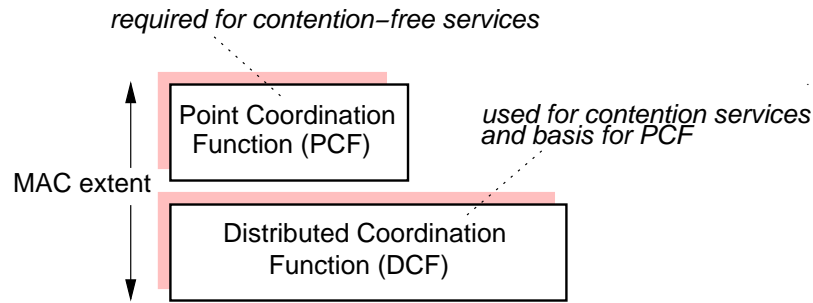 required for contention−free services
Point Coordination
Function (PCF)
used for contention services
and basis for PCF
MAC extent
Distributed Coordination
Function (DCF)